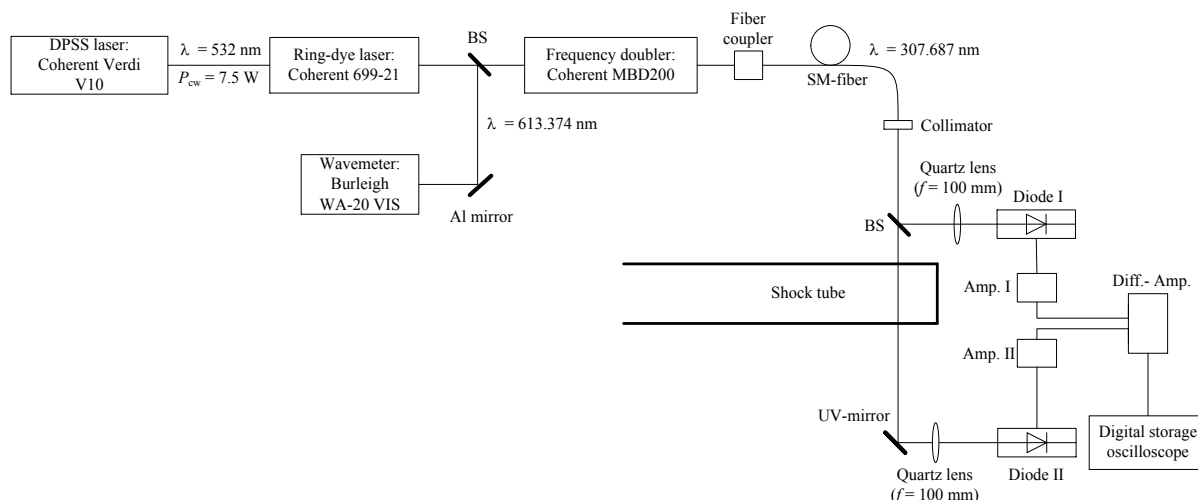 DPSS laser:
Coherent Verdi
V10
λ = 532 nm
Pcw = 7.5 W
Ring-dye laser:
Coherent 699-21
BS
Frequency doubler:
Coherent MBD200
Fiber
coupler
SM-fiber
λ = 307.687 nm
λ = 613.374 nm
Wavemeter:
Burleigh
WA-20 VIS
Al mirror
Collimator
Quartz lens
(f = 100 mm)
Diode I
BS
Shock tube
Amp. I
Diff.- Amp.
Amp. II
UV-mirror
Quartz lens
(f = 100 mm)
Diode II
Digital storage
oscilloscope